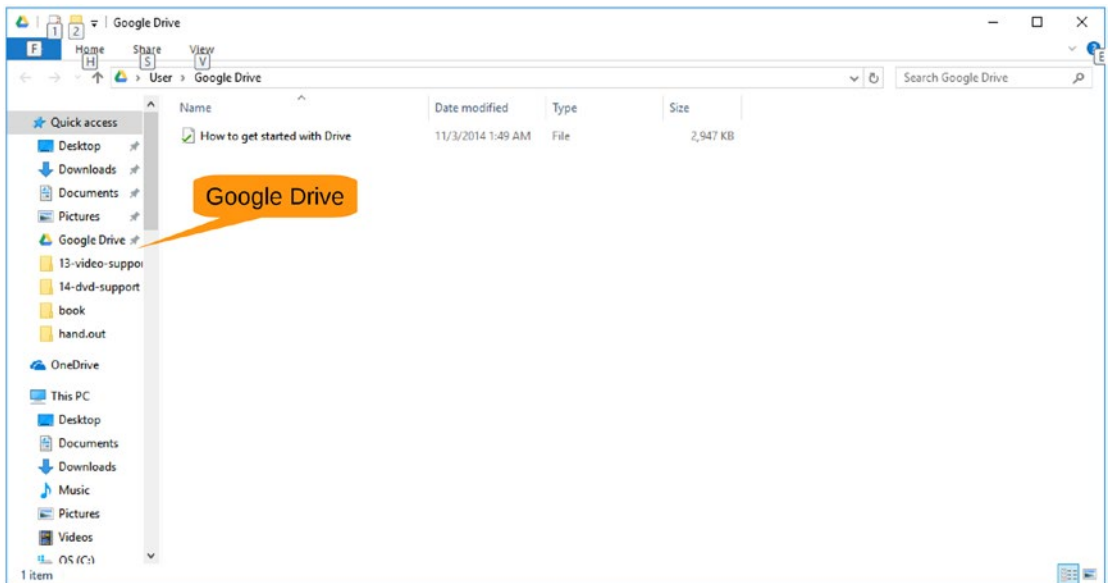 Google Drive
1 2
F Home Share View
H S V E
User > Google Drive
Search Google Drive
Name Date modified Type Size
How to get started with Drive 11/3/2014 1:49 AM File 2,947 KB
Quick access
Desktop
Downloads
Documents
Pictures
Google Drive
Google Drive
13-video-suppor
14-dvd-support
book
hand.out
OneDrive
This PC
Desktop
Documents
Downloads
Music
Pictures
Videos
OS (C:)
1 item